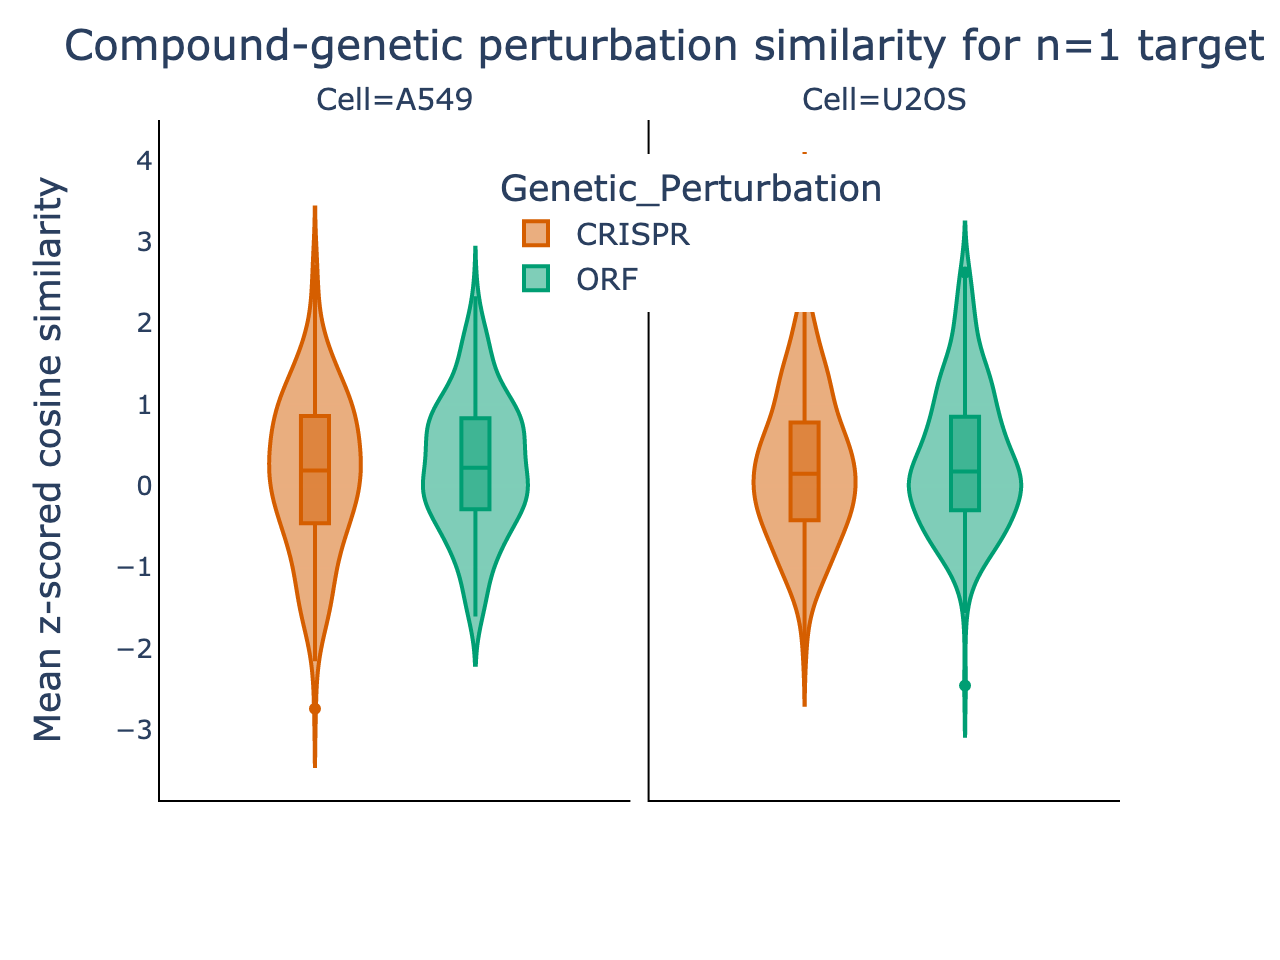 Compound-genetic perturbation similarity for n=1 target
Cell=A549
Cell=U2OS
Mean z-scored cosine similarity
4
3
2
1
0
−1
−2
−3
Genetic_Perturbation
CRISPR
ORF